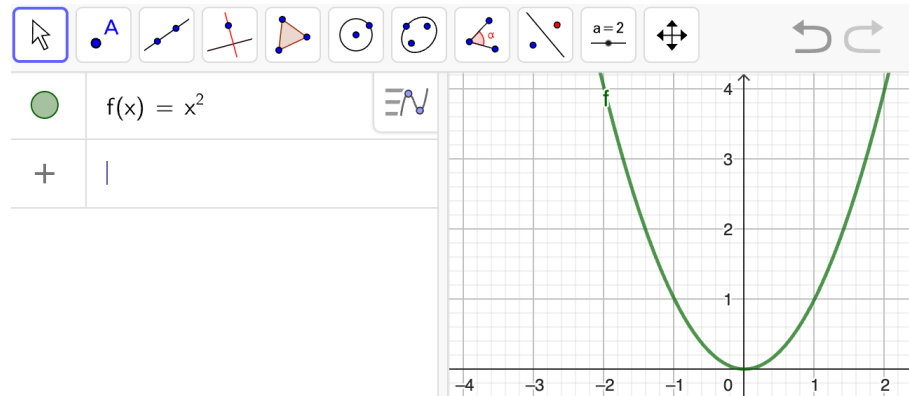 A
α
a=2
f(x) = x²
f
4
3
2
1
–4 –3 –2 –1 0 1 2